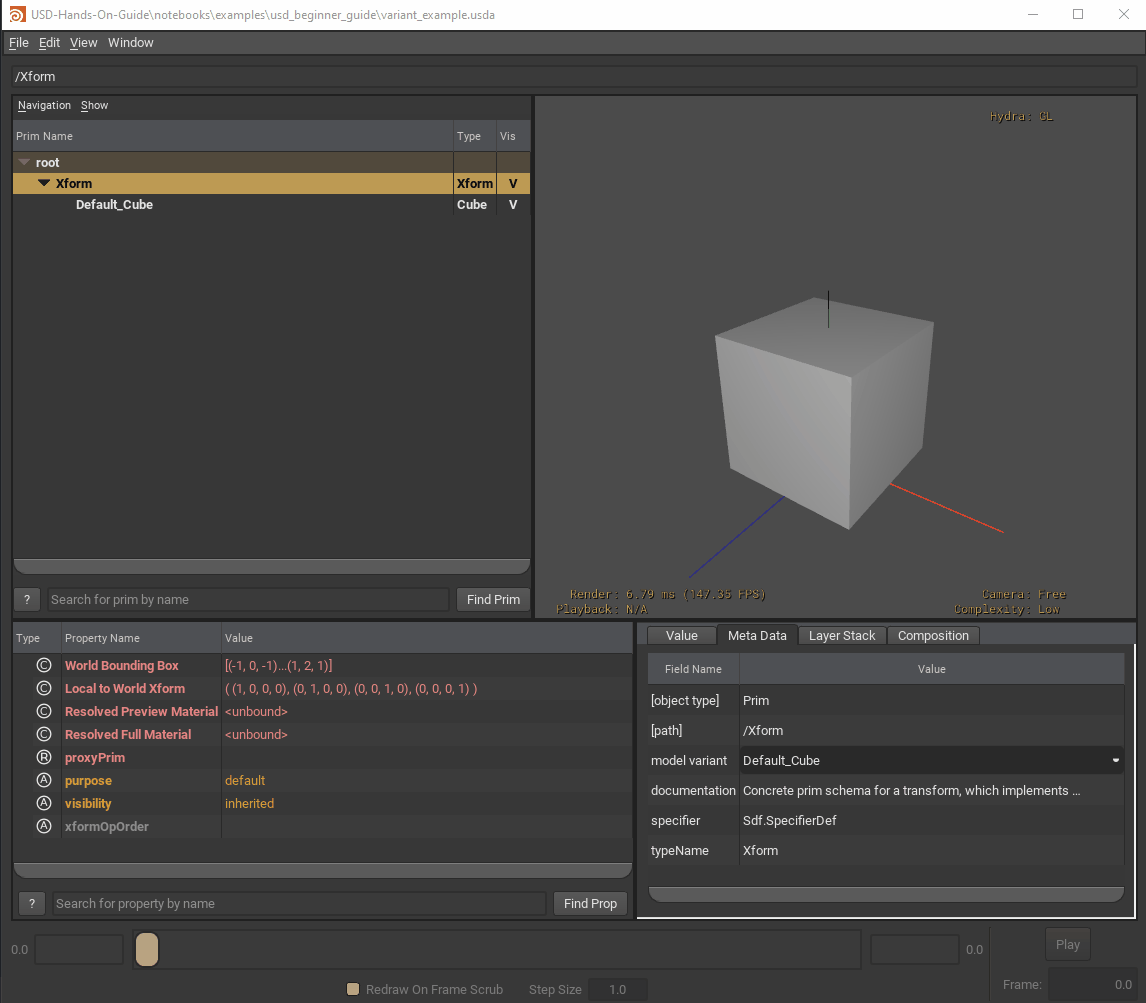 USD-Hands-On-Guide\notebooks\examples\usd_beginner_guide\variant_example.usda
File Edit View Window
/Xform
Navigation Show
Prim Name Type Vis
root
Xform Xform V
Default_Cube Cube V
? Search for prim by name Find Prim
Hydra: GL
Render: 6.79 ms (147.35 FPS)
Playback: N/A
Camera: Free
Complexity: Low
Type Property Name Value
C World Bounding Box [(-1, 0, -1)...(1, 2, 1)]
C Local to World Xform ( (1, 0, 0, 0), (0, 1, 0, 0), (0, 0, 1, 0), (0, 0, 0, 1) )
C Resolved Preview Material <unbound>
C Resolved Full Material <unbound>
R proxyPrim
A purpose default
A visibility inherited
A xformOpOrder
? Search for property by name Find Prop
Value Meta Data Layer Stack Composition
Field Name Value
[object type] Prim
[path] /Xform
model variant Default_Cube
documentation Concrete prim schema for a transform, which implements ...
specifier Sdf.SpecifierDef
typeName Xform
0.0 0.0 Play
Redraw On Frame Scrub Step Size 1.0 Frame: 0.0